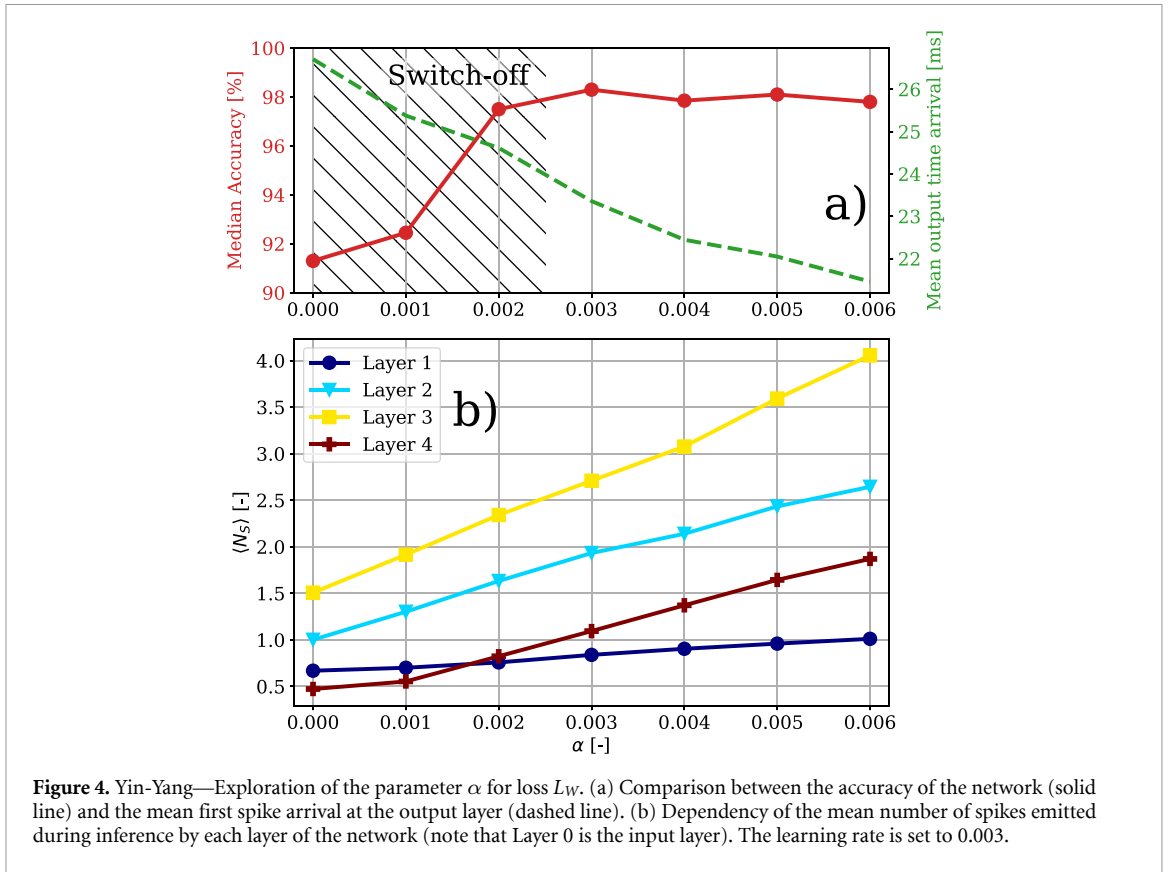 Median Accuracy [%]
100
98
96
94
92
90
Switch-off
a)
26
25
24
23
22
Mean output time arrival [ms]
0.000 0.001 0.002 0.003 0.004 0.005 0.006
⟨N_S⟩ [-]
4.0
3.5
3.0
2.5
2.0
1.5
1.0
0.5
Layer 1
Layer 2
Layer 3
Layer 4
b)
0.000 0.001 0.002 0.003 0.004 0.005 0.006
α [-]
Figure 4. Yin-Yang—Exploration of the parameter α for loss L_W. (a) Comparison between the accuracy of the network (solid
line) and the mean first spike arrival at the output layer (dashed line). (b) Dependency of the mean number of spikes emitted
during inference by each layer of the network (note that Layer 0 is the input layer). The learning rate is set to 0.003.